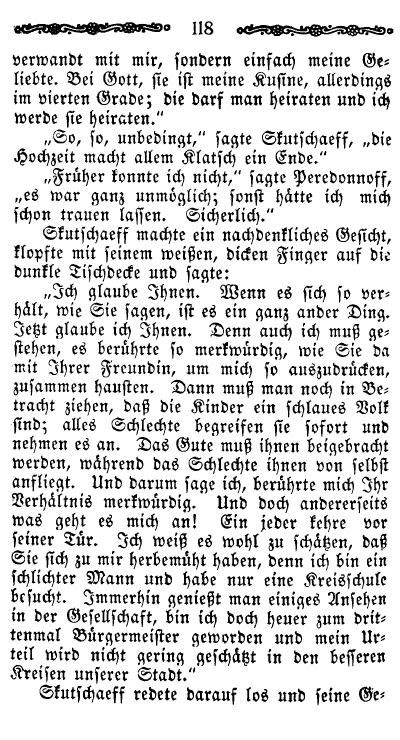 118
verwandt mit mir, sondern einfach meine Ge-
liebte. Bei Gott, sie ist meine Kusine, allerdings
im vierten Grade; die darf man heiraten und ich
werde sie heiraten.“
„So, so, unbedingt,“ sagte Skutschaeff, „die
Hochzeit macht allem Klatsch ein Ende.“
„Früher konnte ich nicht,“ sagte Peredonnoff,
„es war ganz unmöglich; sonst hätte ich mich
schon trauen lassen. Sicherlich.“
Skutschaeff machte ein nachdenkliches Gesicht,
klopfte mit seinem weißen, dicken Finger auf die
dunkle Tischdecke und sagte:
„Ich glaube Ihnen. Wenn es sich so ver-
hält, wie Sie sagen, ist es ein ganz ander Ding.
Jetzt glaube ich Ihnen. Denn auch ich muß ge-
stehen, es berührte so merkwürdig, wie Sie da
mit Ihrer Freundin, um mich so auszudrücken,
zusammen hausten. Dann muß man noch in Be-
tracht ziehen, daß die Kinder ein schlaues Volk
sind; alles Schlechte begreifen sie sofort und
nehmen es an. Das Gute muß ihnen beigebracht
werden, während das Schlechte ihnen von selbst
anfliegt. Und darum sage ich, berührte mich Ihr
Verhältnis merkwürdig. Und doch andererseits
was geht es mich an! Ein jeder kehre vor
seiner Tür. Ich weiß es wohl zu schätzen, daß
Sie sich zu mir herbemüht haben, denn ich bin ein
schlichter Mann und habe nur eine Kreisschule
besucht. Immerhin genießt man einiges Ansehen
in der Gesellschaft, bin ich doch heuer zum drit-
tenmal Bürgermeister geworden und mein Ur-
teil wird nicht gering geschätzt in den besseren
Kreisen unserer Stadt.“
Skutschaeff redete darauf los und seine Ge-